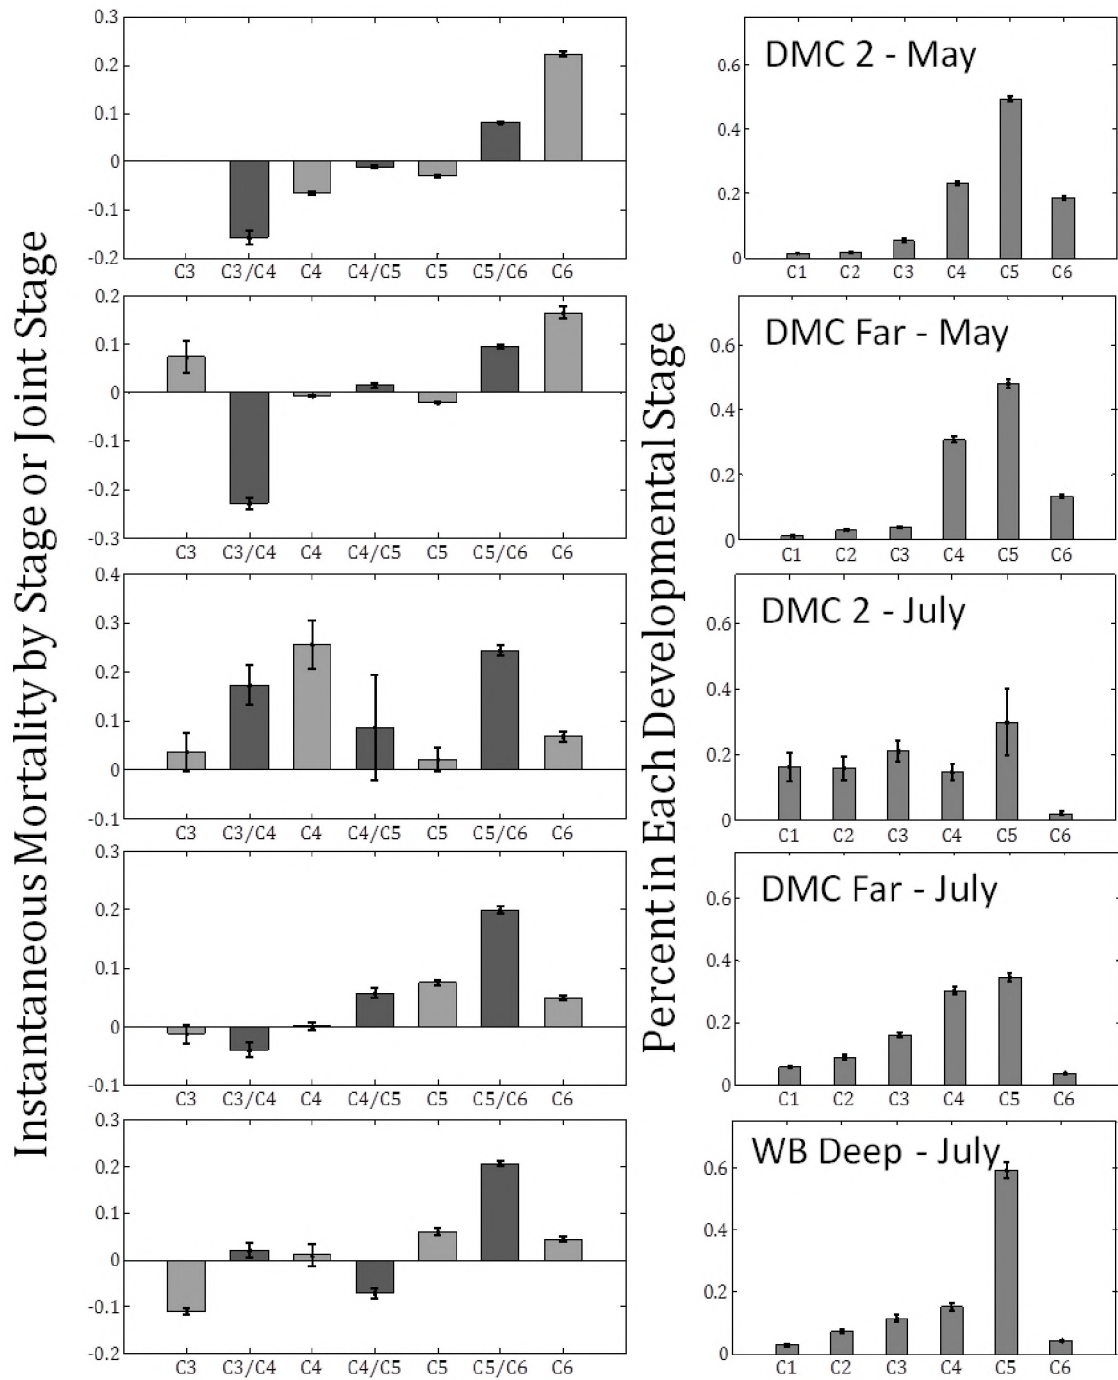 Instantaneous Mortality by Stage or Joint Stage
0.3
0.2
0.1
0
-0.1
-0.2
C3 C3/C4 C4 C4/C5 C5 C5/C6 C6
0.2
0.1
0
-0.1
-0.2
-0.3
C3 C3/C4 C4 C4/C5 C5 C5/C6 C6
0.4
0.3
0.2
0.1
0
-0.1
C3 C3/C4 C4 C4/C5 C5 C5/C6 C6
0.3
0.2
0.1
0
-0.1
C3 C3/C4 C4 C4/C5 C5 C5/C6 C6
0.3
0.2
0.1
0
-0.1
-0.2
C3 C3/C4 C4 C4/C5 C5 C5/C6 C6
Percent in Each Developmental Stage
DMC 2 - May
0.6
0.4
0.2
0
C1 C2 C3 C4 C5 C6
DMC Far - May
0.6
0.4
0.2
0
C1 C2 C3 C4 C5 C6
DMC 2 - July
0.6
0.4
0.2
0
C1 C2 C3 C4 C5 C6
DMC Far - July
0.6
0.4
0.2
0
C1 C2 C3 C4 C5 C6
WB Deep - July
0.6
0.4
0.2
0
C1 C2 C3 C4 C5 C6